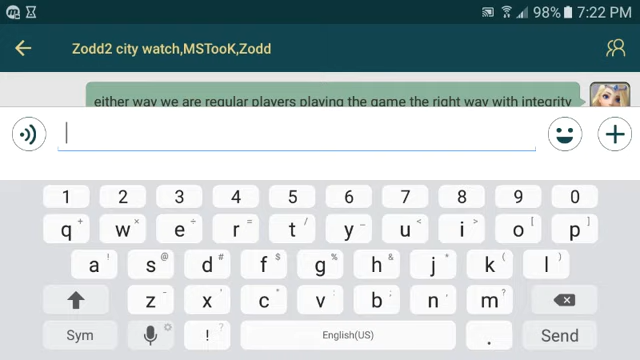 98% 7:22 PM
Zodd2 city watch,MSTooK,Zodd
either way we are regular players playing the game the right way with integrity
1 2 3 4 5 6 7 8 9 0
q + w × e ÷ r = t / y _ u < i > o [ p ]
a ! s @ d # f $ g % h & j * k ( l )
z - x ' c " v : b ; n , m ?
Sym ! ? English(US) . Send